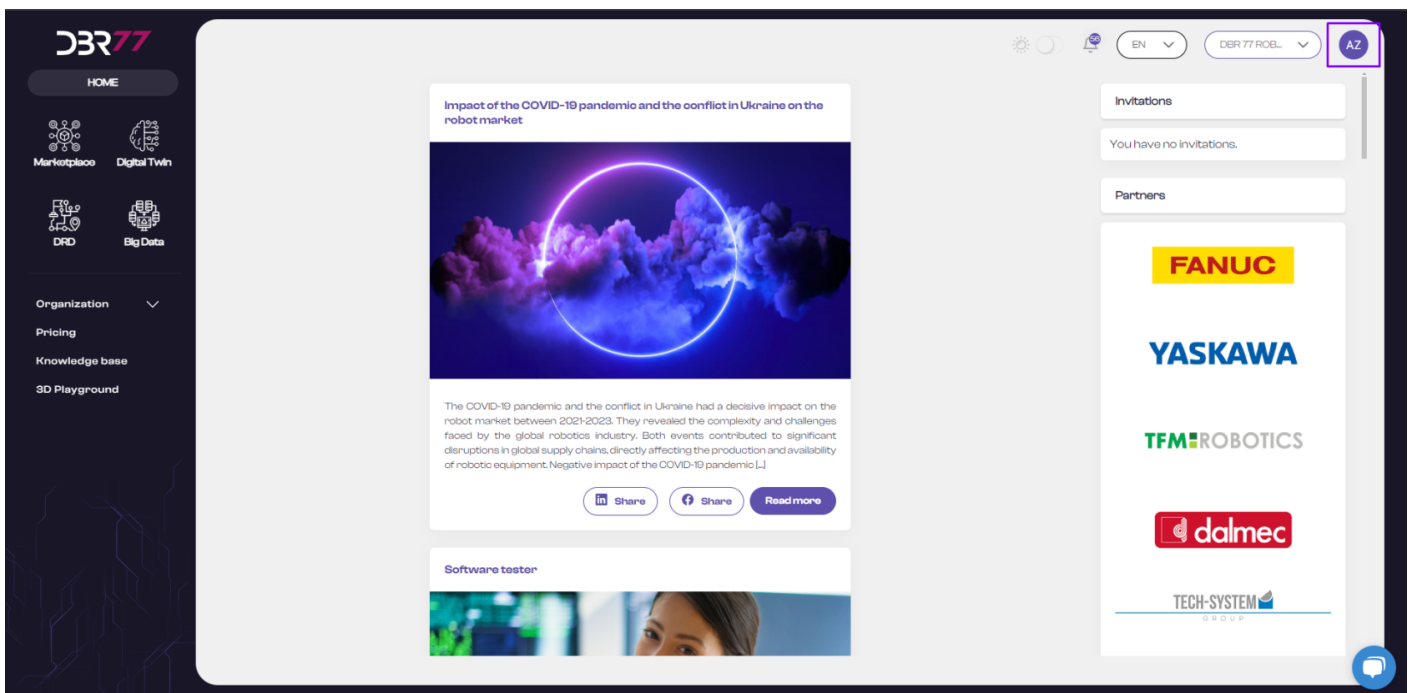 DBR77
HOME
Marketplace
Digital Twin
DRD
Big Data
Organization
Pricing
Knowledge base
3D Playground
56
EN
DBR 77 ROB...
AZ
Impact of the COVID-19 pandemic and the conflict in Ukraine on the
robot market
The COVID-19 pandemic and the conflict in Ukraine had a decisive impact on the
robot market between 2021-2023. They revealed the complexity and challenges
faced by the global robotics industry. Both events contributed to significant
disruptions in global supply chains, directly affecting the production and availability
of robotic equipment. Negative impact of the COVID-19 pandemic [...]
Share
Share
Read more
Software tester
Invitations
You have no invitations.
Partners
FANUC
YASKAWA
TFM ROBOTICS
dalmec
TECH-SYSTEM
GROUP